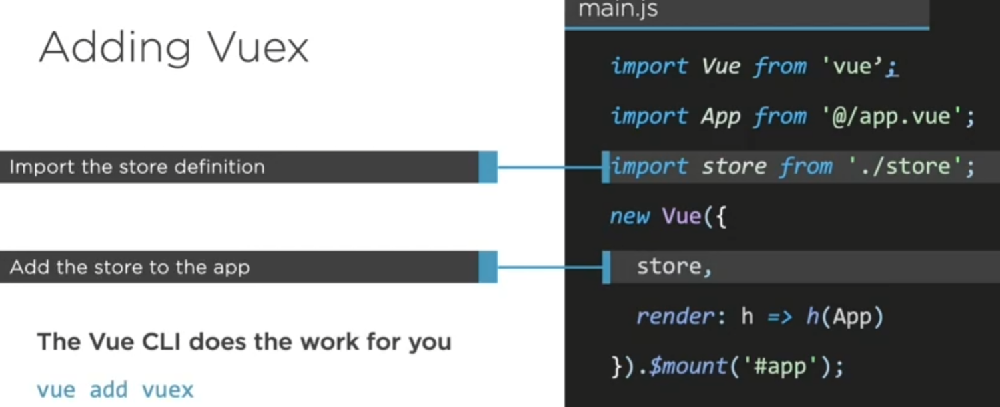 Adding Vuex
Import the store definition
Add the store to the app
The Vue CLI does the work for you
vue add vuex
main.js
import Vue from 'vue’;
import App from '@/app.vue';
import store from './store';
new Vue({
  store,
  render: h => h(App)
}).$mount('#app');